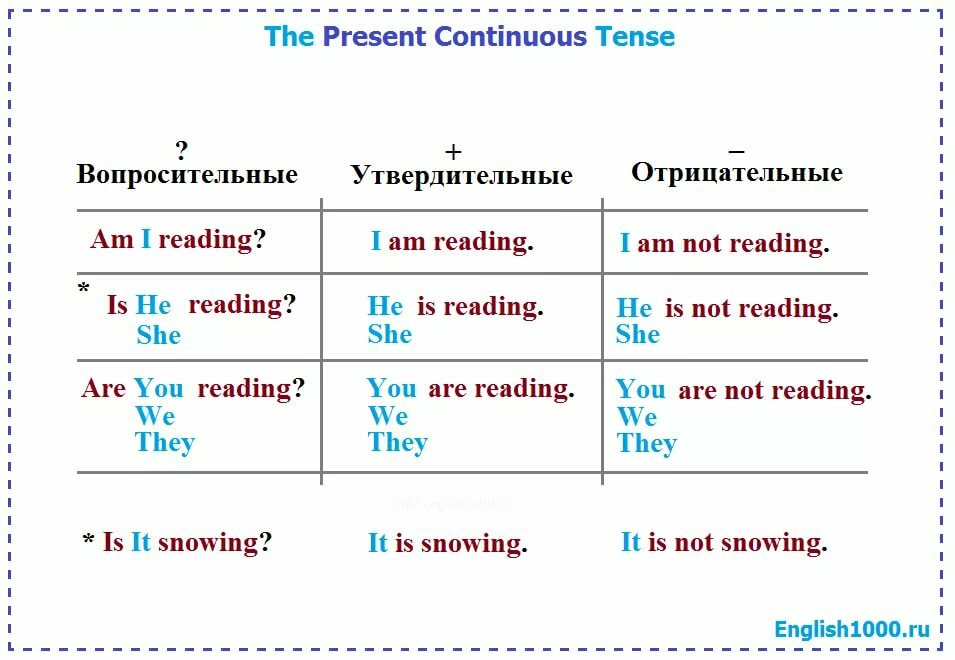 The Present Continuous Tense
? + –
Вопросительные Утвердительные Отрицательные
Am I reading? I am reading. I am not reading.
* Is He reading? He is reading. He is not reading.
She She She
Are You reading? You are reading. You are not reading.
We We We
They They They
* Is It snowing? It is snowing. It is not snowing.
English1000.ru